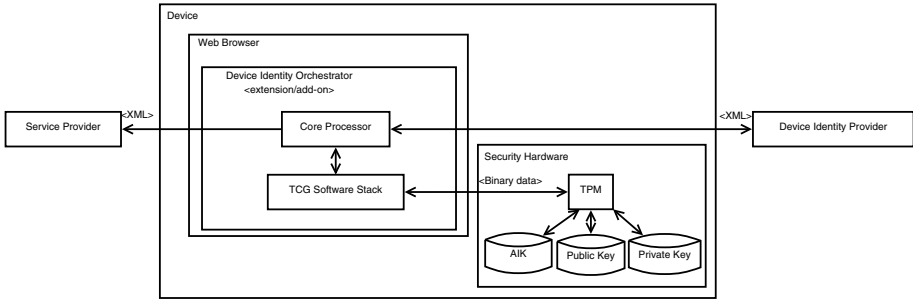 Device
Web Browser
Device Identity Orchestrator
<extension/add-on>
<XML>
<XML>
Service Provider
Core Processor
Device Identity Provider
Security Hardware
TCG Software Stack
<Binary data>
TPM
AIK
Public Key
Private Key